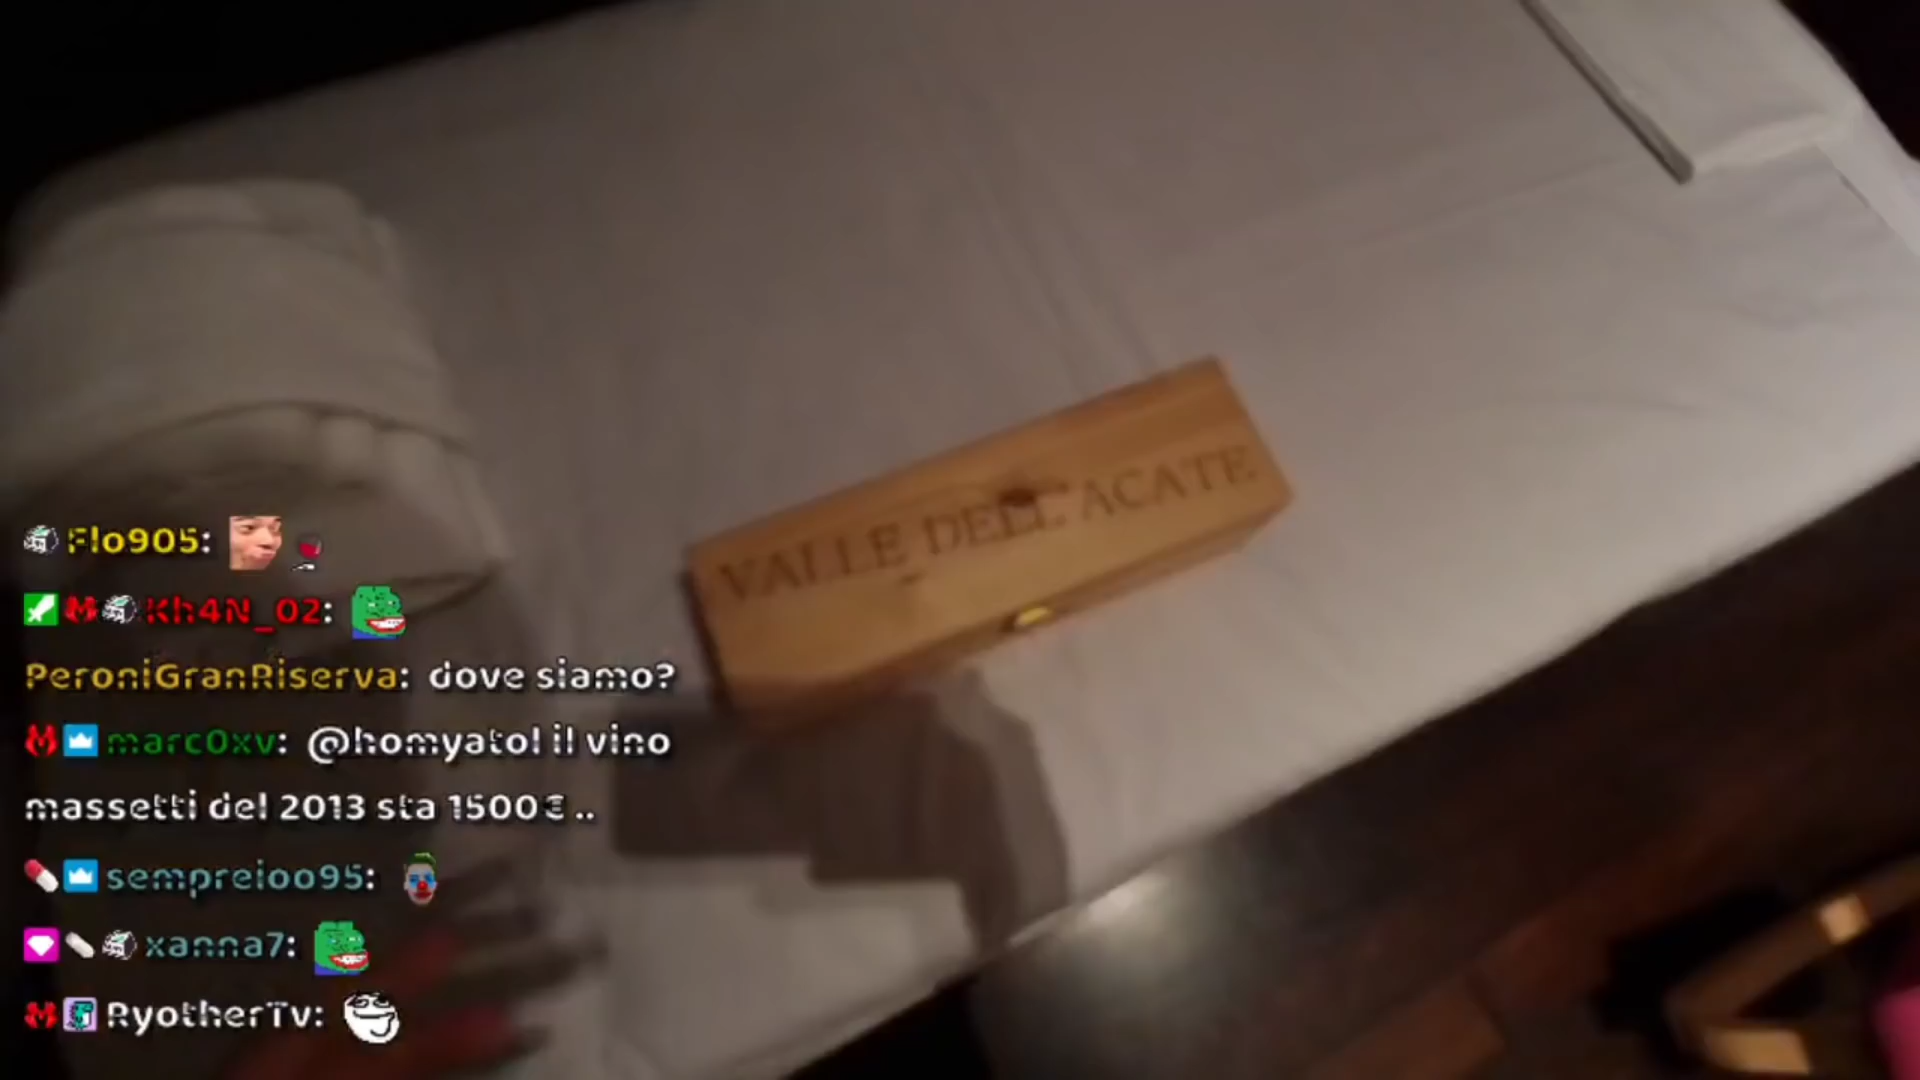 VALLE DELL'ACATE
Flo905:
Kh4N_02:
PeroniGranRiserva: dove siamo?
marc0xv: @homyatol il vino
massetti del 2013 sta 1500€ ..
sempreioo95:
xanna7:
RyotherTv: